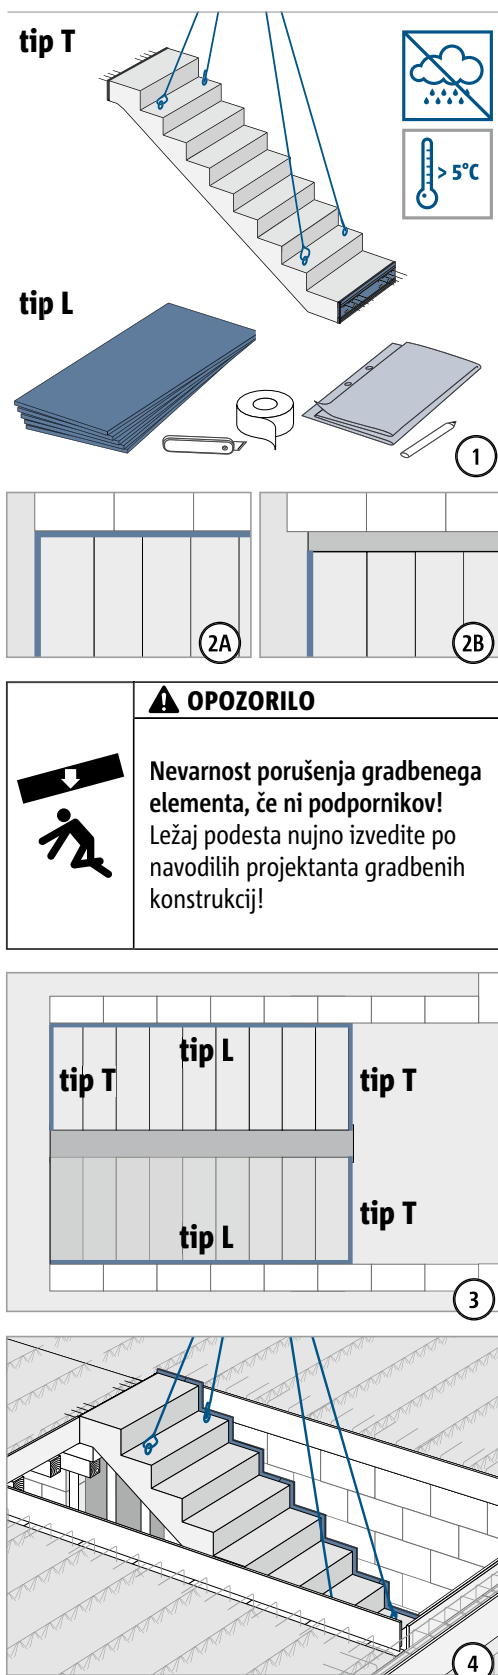 tip T
> 5°C
tip L
1
2A
2B
OPOZORILO
Nevarnost porušenja gradbenega
elementa, če ni podpornikov!
Ležaj podesta nujno izvedite po
navodilih projektanta gradbenih
konstrukcij!
tip L
tip T
tip T
tip T
tip L
3
4